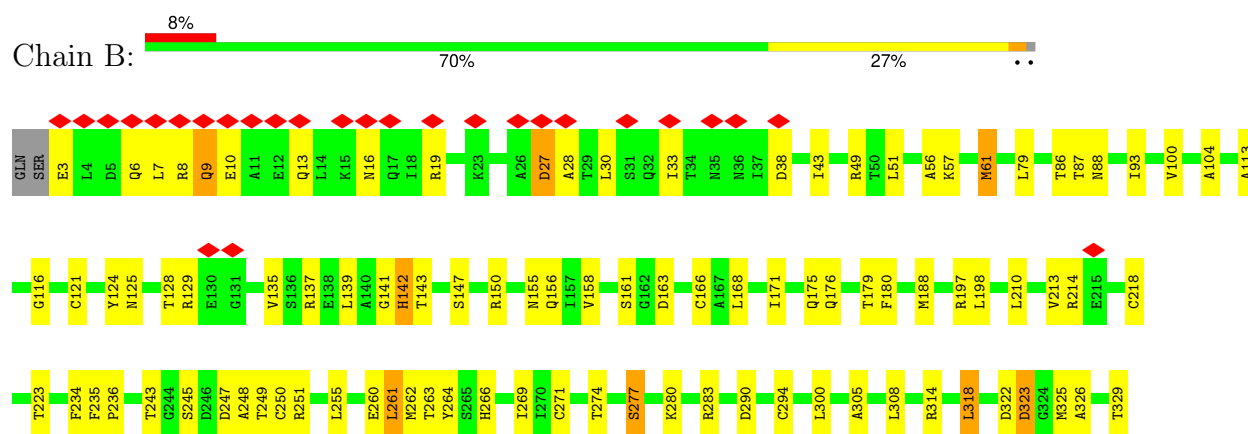 8%
Chain B:
70% 27% • •
GLN SER E3 L4 D5 Q6 L7 R8 Q9 E10 A11 E12 Q13 L14 K15 N16 Q17 I18 R19 K23 A26 D27 A28 T29 L30 S31 Q32 I33 T34 N35 N36 I37 D38 I43 R49 T50 L51 A56 K57 M61 L79 T86 T87 N88 I93 V100 A104 A113
G116 C121 Y124 N125 T128 R129 E130 G131 V135 S136 R137 E138 L139 A140 G141 H142 T143 S147 R150 N155 Q156 I157 V158 S161 G162 D163 C166 A167 L168 I171 Q175 Q176 T179 F180 M188 R197 L198 L210 V213 R214 E215 C218
T223 F234 F235 P236 T243 G244 S245 D246 D247 A248 T249 C250 R251 L255 E260 L261 M262 T263 Y264 S265 H266 I269 I270 G271 T274 S277 K280 R283 D290 C294 L300 A305 L308 R314 L318 D322 D323 G324 M325 A326 T329